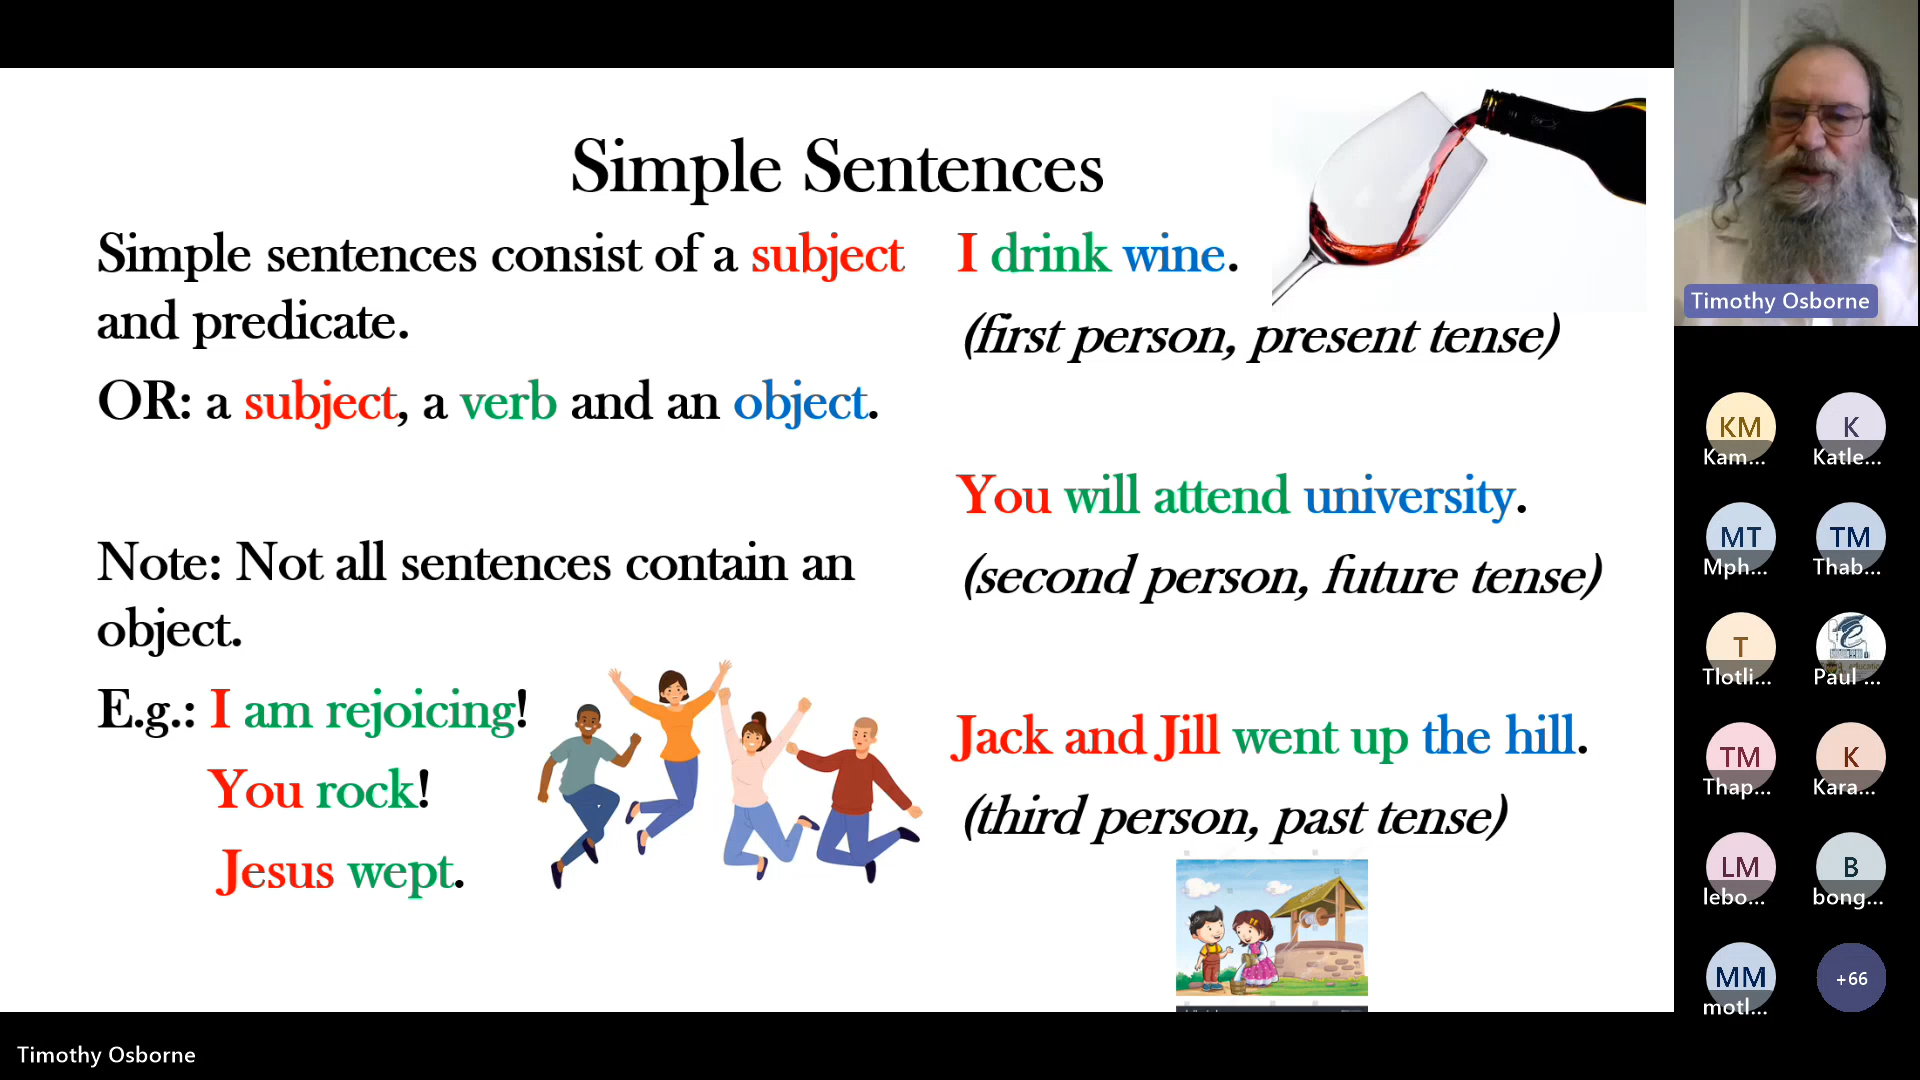 Simple Sentences
Simple sentences consist of a subject
and predicate.
OR: a subject, a verb and an object.
Note: Not all sentences contain an
object.
E.g.: I am rejoicing!
You rock!
Jesus wept.
I drink wine.
(first person, present tense)
You will attend university.
(second person, future tense)
Jack and Jill went up the hill.
(third person, past tense)
Timothy Osborne
KM
Kam...
K
Katle...
MT
Mph...
TM
Thab...
T
Tlotli...
Paul ...
TM
Thap...
K
Kara...
LM
lebo...
B
bong...
MM
motl...
+66
Timothy Osborne